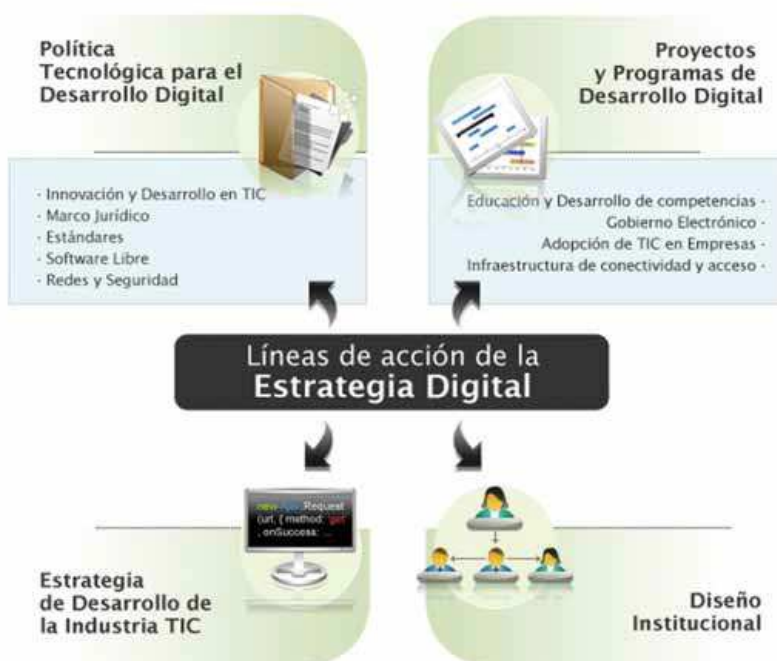 Política
Tecnológica para el
Desarrollo Digital
Proyectos
y Programas de
Desarrollo Digital
· Innovación y Desarrollo en TIC
· Marco Jurídico
· Estándares
· Software Libre
· Redes y Seguridad
Educación y Desarrollo de competencias ·
Gobierno Electrónico ·
Adopción de TIC en Empresas ·
Infraestructura de conectividad y acceso ·
Líneas de acción de la
Estrategia Digital
new Ajax.Request
(url, { method: 'get'
, onSuccess: ...
Estrategia
de Desarrollo de
la Industria TIC
Diseño
Institucional